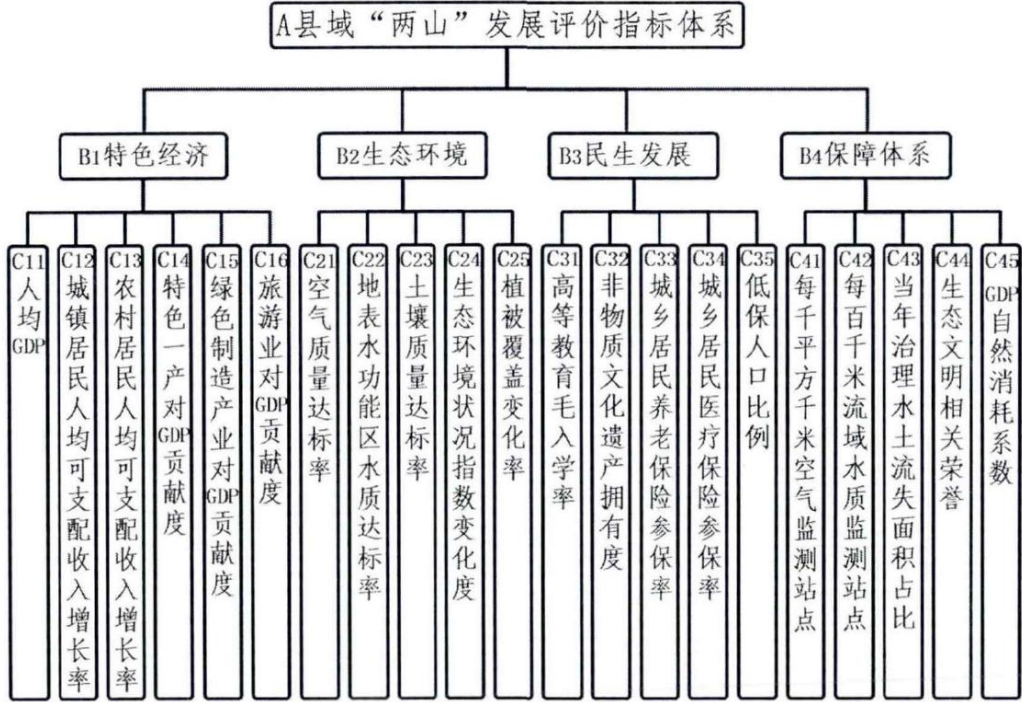 A县域“两山”发展评价指标体系
B1特色经济
B2生态环境
B3民生发展
B4保障体系
C11人均GDP
C12城镇居民人均可支配收入增长率
C13农村居民人均可支配收入增长率
C14特色一产对GDP贡献度
C15绿色制造产业对GDP贡献度
C16旅游业对GDP贡献度
C21空气质量达标率
C22地表水功能区水质达标率
C23土壤质量达标率
C24生态环境状况指数变化度
C25植被覆盖变化率
C31高等教育毛入学率
C32非物质文化遗产拥有度
C33城乡居民养老保险参保率
C34城乡居民医疗保险参保率
C35低保人口比例
C41每千平方千米空气监测站点
C42每百千米流域水质监测站点
C43当年治理水土流失面积占比
C44生态文明相关荣誉
C45GDP自然消耗系数